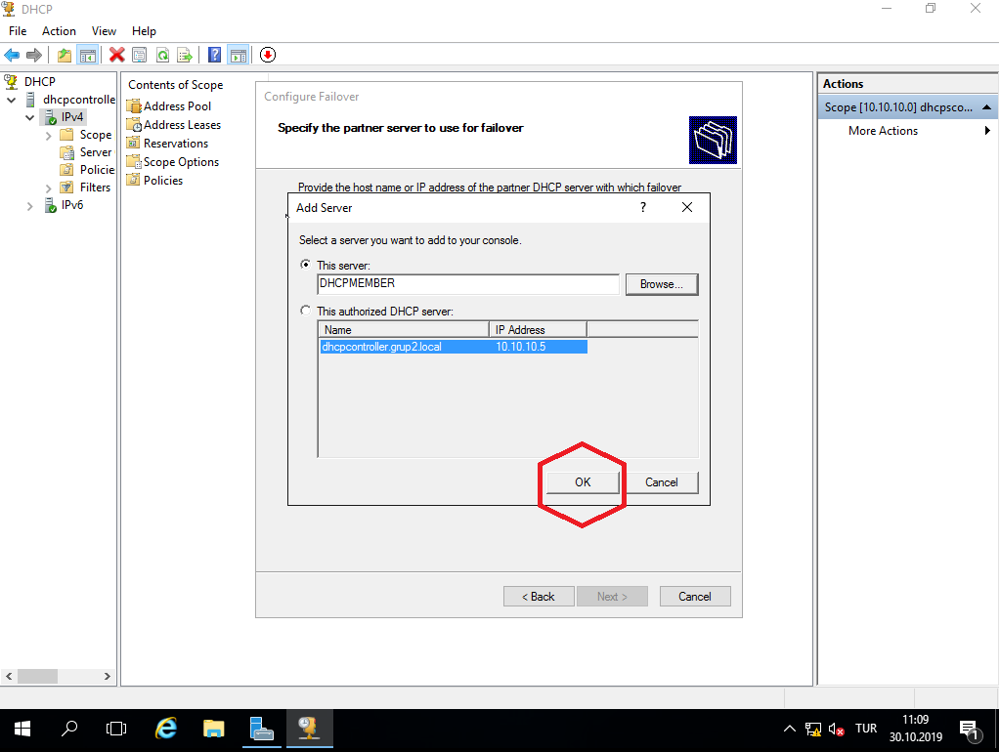 DHCP
File Action View Help
DHCP
dhcpcontrolle
IPv4
Scope
Server
Policie
Filters
IPv6
Contents of Scope
Address Pool
Address Leases
Reservations
Scope Options
Policies
Configure Failover
Specify the partner server to use for failover
Provide the host name or IP address of the partner DHCP server with which failover
Add Server
?
Select a server you want to add to your console.
This server:
DHCPMEMBER
Browse...
This authorized DHCP server:
Name IP Address
dhcpcontroller.grup2.local 10.10.10.5
OK Cancel
< Back Next > Cancel
Actions
Scope [10.10.10.0] dhcpsco...
More Actions
TUR
11:09
30.10.2019
1